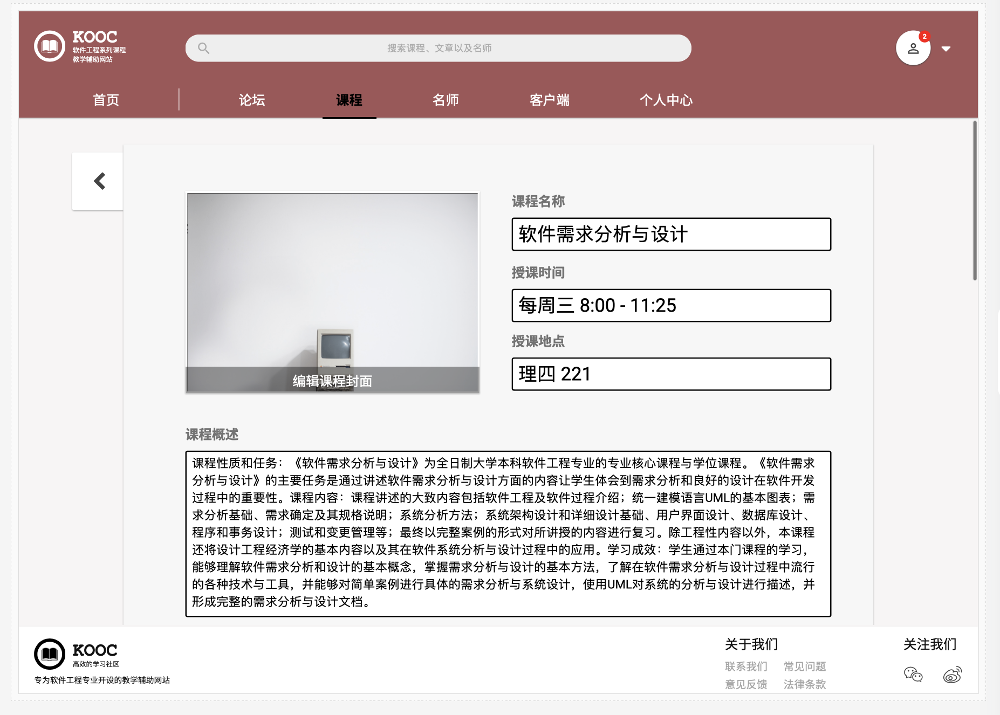 KOOC
软件工程系列课程
教学辅助网站
搜索课程、文章以及名师
2
首页
论坛
课程
名师
客户端
个人中心
编辑课程封面
课程名称
软件需求分析与设计
授课时间
每周三 8:00 - 11:25
授课地点
理四 221
课程概述
课程性质和任务：《软件需求分析与设计》为全日制大学本科软件工程专业的专业核心课程与学位课程。《软件需求
分析与设计》的主要任务是通过讲述软件需求分析与设计方面的内容让学生体会到需求分析和良好的设计在软件开发
过程中的重要性。课程内容：课程讲述的大致内容包括软件工程及软件过程介绍；统一建模语言UML的基本图表；需
求分析基础、需求确定及其规格说明；系统分析方法；系统架构设计和详细设计基础、用户界面设计、数据库设计、
程序和事务设计；测试和变更管理等；最终以完整案例的形式对所讲授的内容进行复习。除工程性内容以外，本课程
还将设计工程经济学的基本内容以及其在软件系统分析与设计过程中的应用。学习成效：学生通过本门课程的学习，
能够理解软件需求分析和设计的基本概念，掌握需求分析与设计的基本方法，了解在软件需求分析与设计过程中流行
的各种技术与工具，并能够对简单案例进行具体的需求分析与系统设计，使用UML对系统的分析与设计进行描述，并
形成完整的需求分析与设计文档。
KOOC
高效的学习社区
专为软件工程专业开设的教学辅助网站
关于我们
联系我们 常见问题
意见反馈 法律条款
关注我们